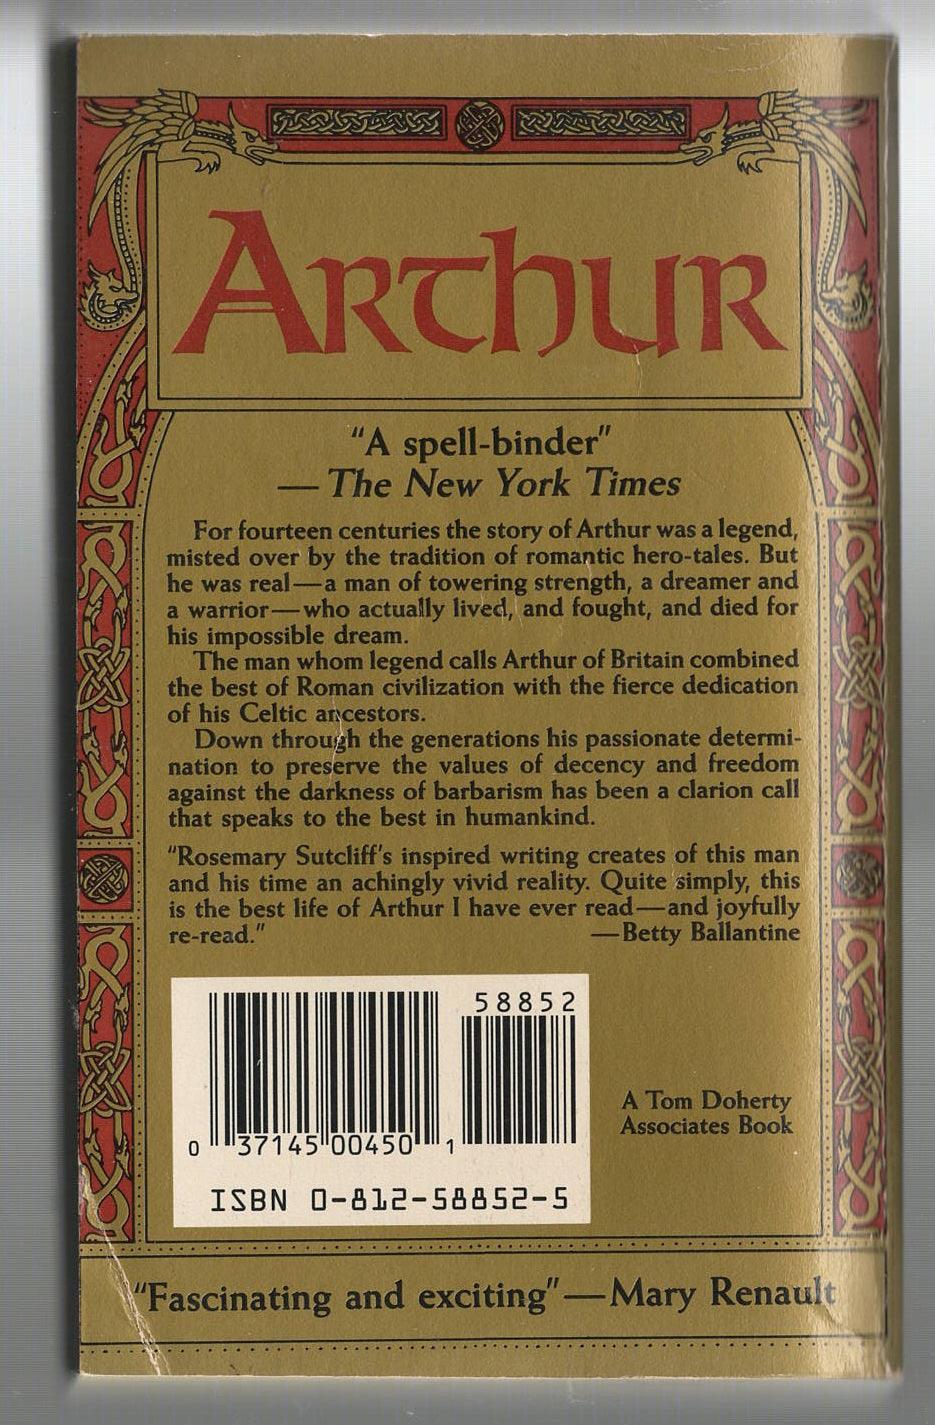 Arthur
“A spell-binder”
— The New York Times
For fourteen centuries the story of Arthur was a legend,
misted over by the tradition of romantic hero-tales. But
he was real—a man of towering strength, a dreamer and
a warrior—who actually lived, and fought, and died for
his impossible dream.
The man whom legend calls Arthur of Britain combined
the best of Roman civilization with the fierce dedication
of his Celtic ancestors.
Down through the generations his passionate determi-
nation to preserve the values of decency and freedom
against the darkness of barbarism has been a clarion call
that speaks to the best in humankind.
“Rosemary Sutcliff's inspired writing creates of this man
and his time an achingly vivid reality. Quite simply, this
is the best life of Arthur I have ever read—and joyfully
re-read.” —Betty Ballantine
58852
0 37145 00450 1
ISBN 0-812-58852-5
A Tom Doherty
Associates Book
“Fascinating and exciting”—Mary Renault